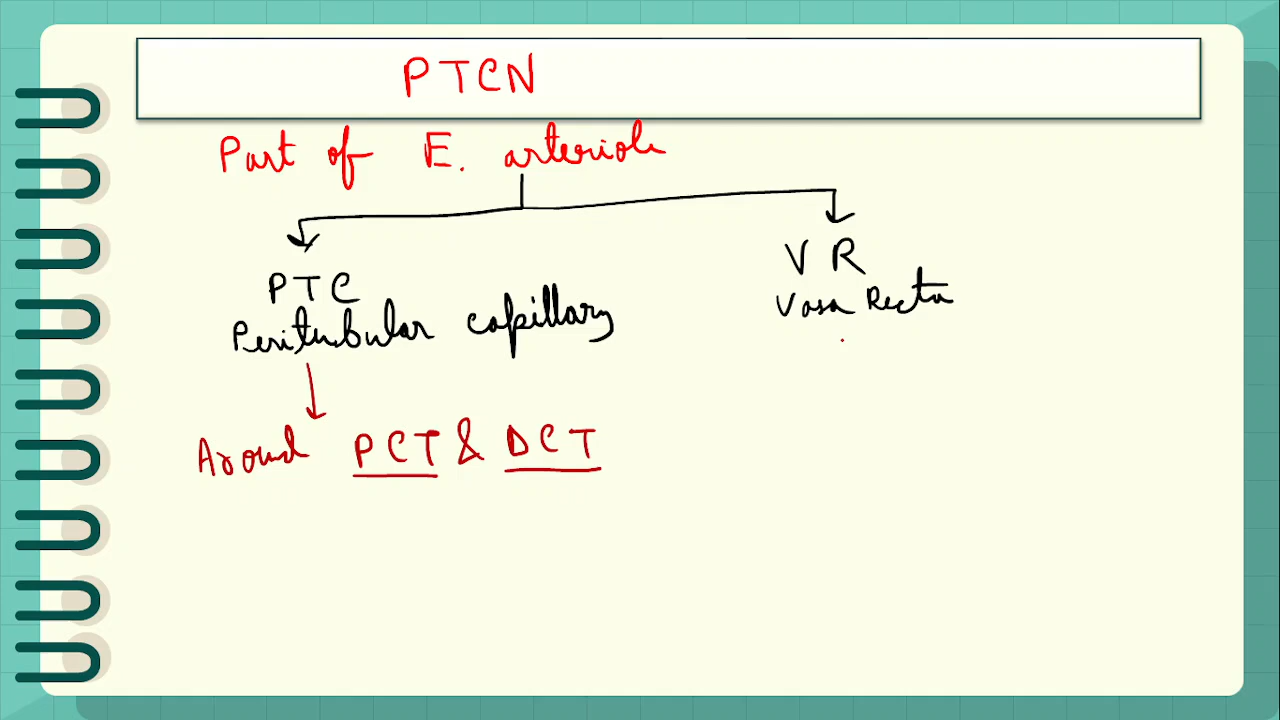 PTCN
Part of E. arteriole
PTC
Peritubular capillary
VR
Vasa Recta
Around PCT & DCT